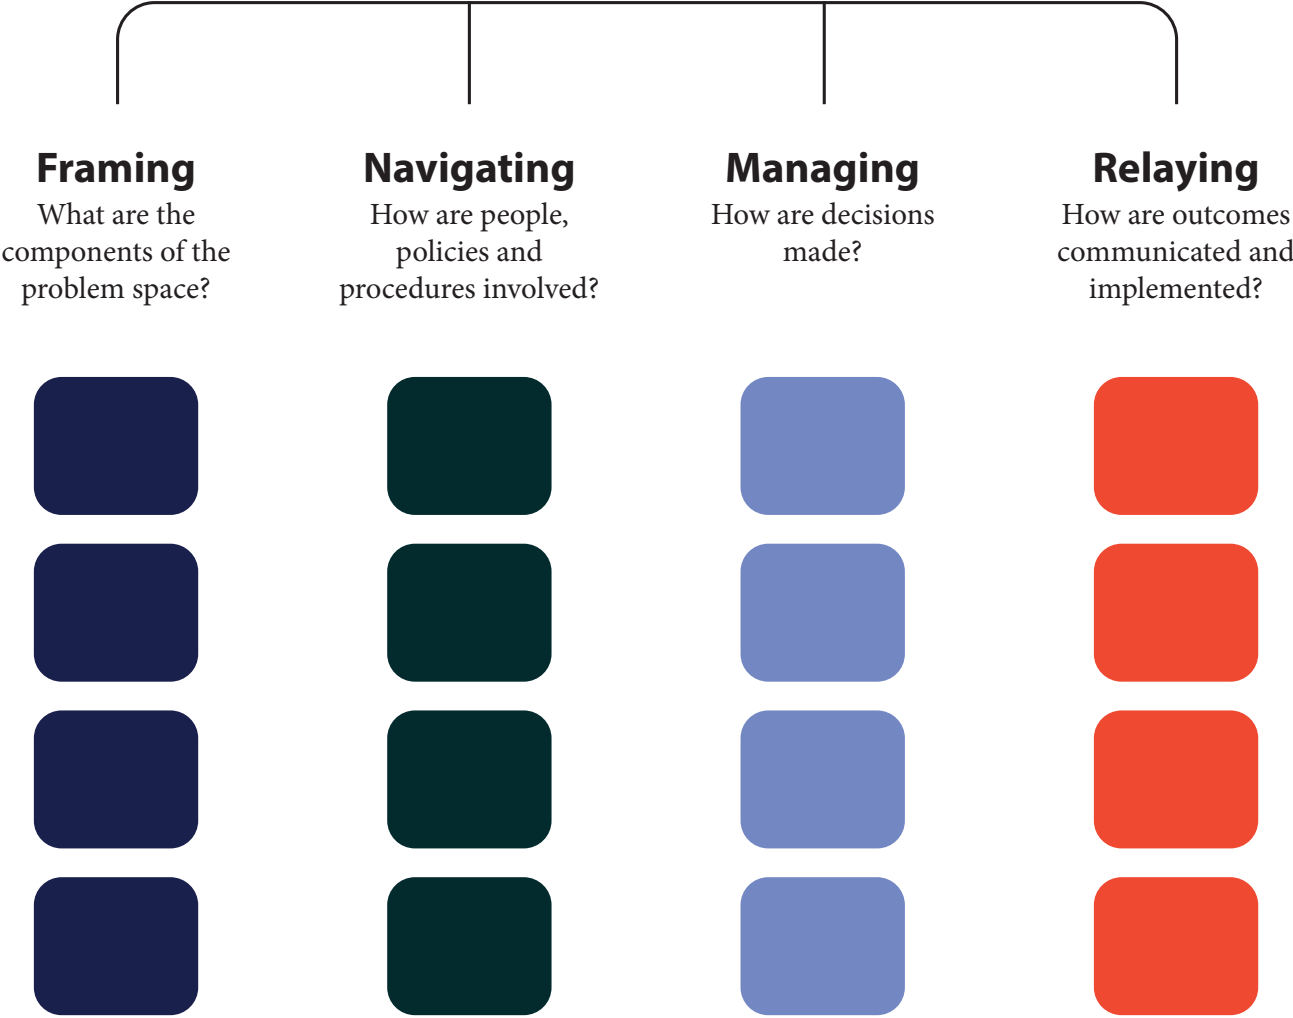 Framing
What are the
components of the
problem space?
Navigating
How are people,
policies and
procedures involved?
Managing
How are decisions
made?
Relaying
How are outcomes
communicated and
implemented?